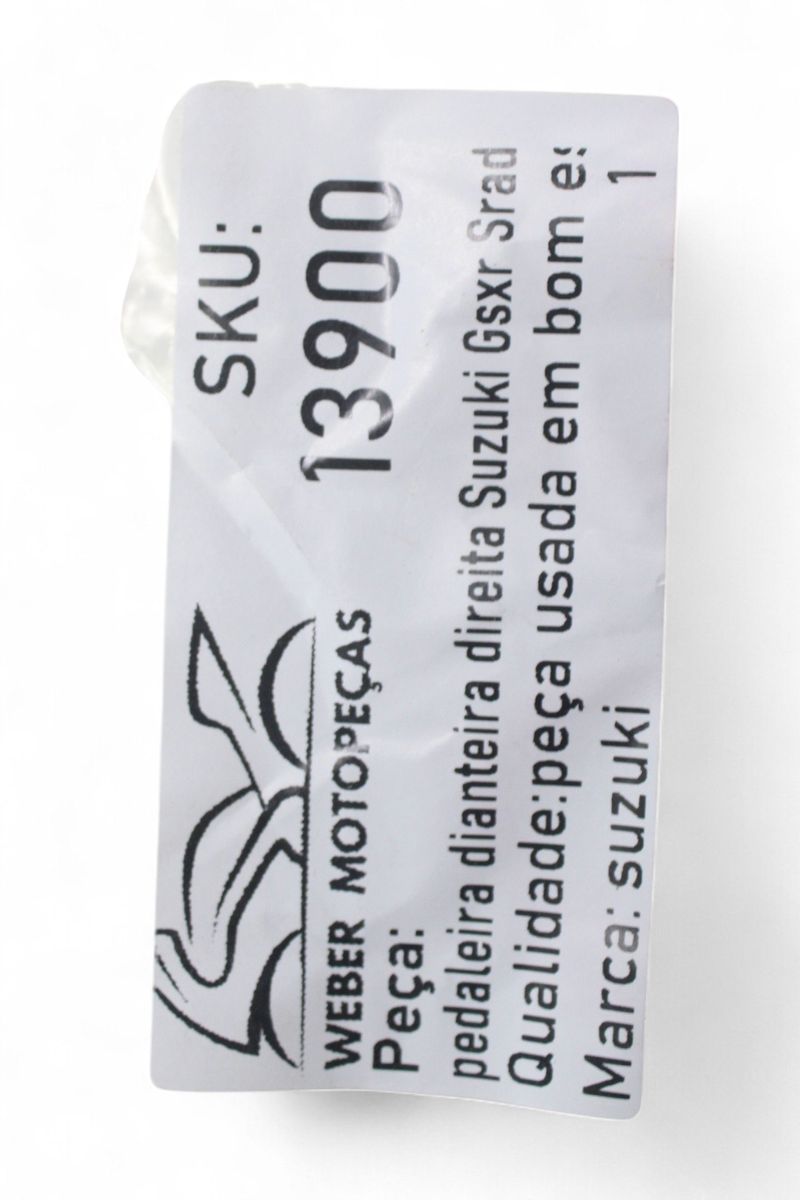 SKU:
13900
WEBER MOTOPEÇAS
Peça:
pedaleira dianteira direita Suzuki Gsxr Srad
Qualidade:peça usada em bom es
Marca: suzuki 1